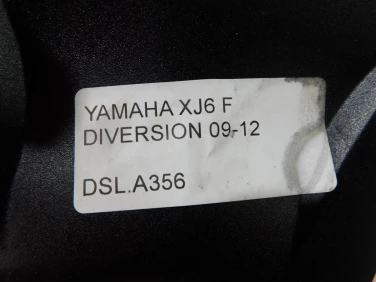 YAMAHA XJ6 F
DIVERSION 09-12
DSL.A356